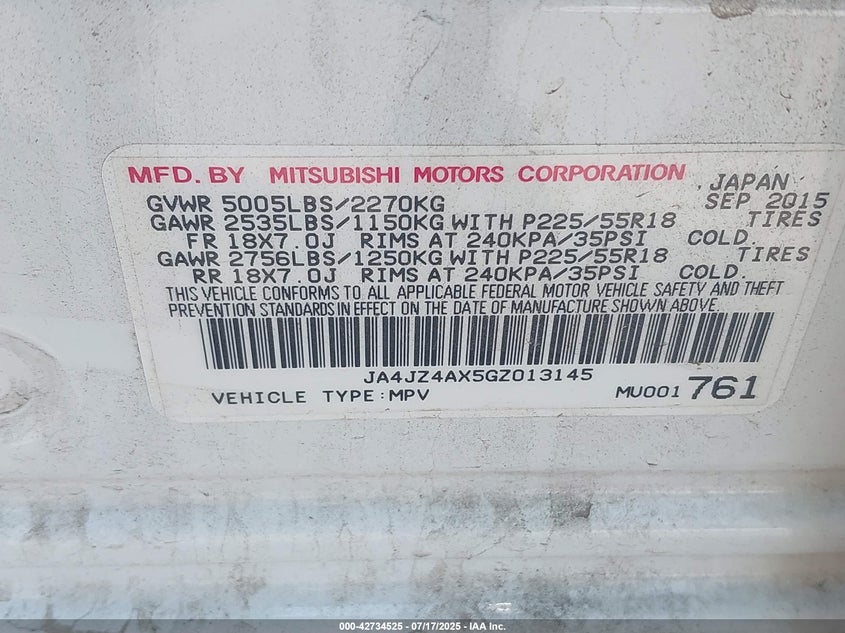 MFD. BY MITSUBISHI MOTORS CORPORATION JAPAN
GVWR 5005LBS/2270KG SEP 2015
GAWR 2535LBS/1150KG WITH P225/55R18 TIRES
FR 18X7.0J RIMS AT 240KPA/35PSI COLD.
GAWR 2756LBS/1250KG WITH P225/55R18 TIRES
RR 18X7.0J RIMS AT 240KPA/35PSI COLD.
THIS VEHICLE CONFORMS TO ALL APPLICABLE FEDERAL MOTOR VEHICLE SAFETY AND THEFT
PREVENTION STANDARDS IN EFFECT ON THE DATE OF MANUFACTURE SHOWN ABOVE.
JA4JZ4AX5GZ013145
VEHICLE TYPE:MPV MU001 761
000-42734525 - 07/17/2025 - IAA Inc.